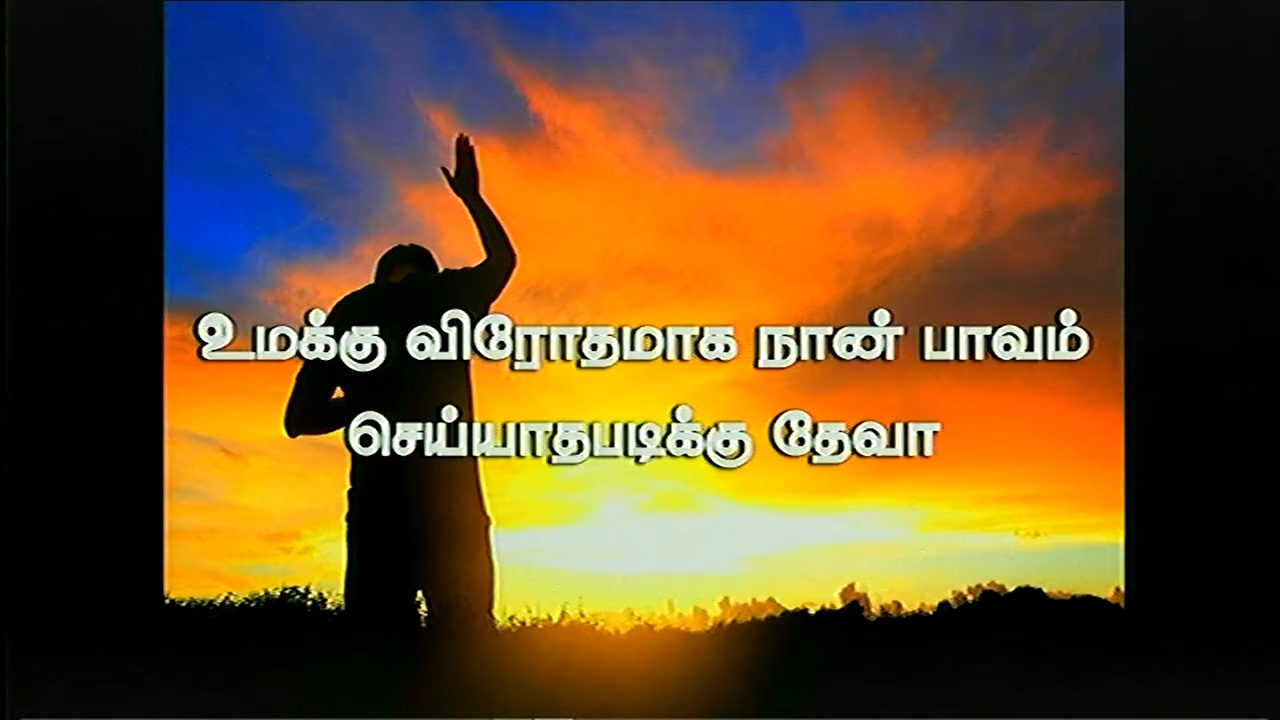 உமக்கு விரோதமாக நான் பாவம்
செய்யாதபடிக்கு தேவா